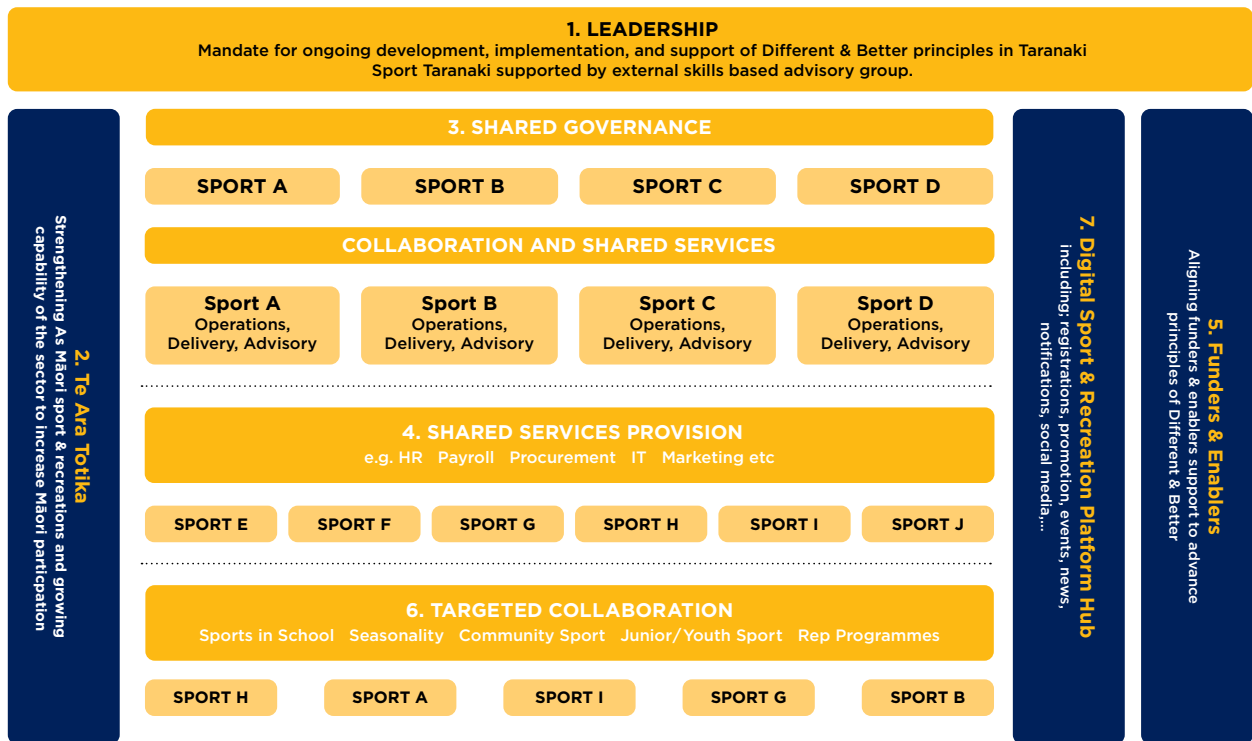 1. LEADERSHIP
Mandate for ongoing development, implementation, and support of Different & Better principles in Taranaki
Sport Taranaki supported by external skills based advisory group.
2. Te Ara Totika
Strengthening As Māori sport & recreations and growing
capability of the sector to increase Māori particpation
3. SHARED GOVERNANCE
SPORT A
SPORT B
SPORT C
SPORT D
COLLABORATION AND SHARED SERVICES
Sport A
Operations,
Delivery, Advisory
Sport B
Operations,
Delivery, Advisory
Sport C
Operations,
Delivery, Advisory
Sport D
Operations,
Delivery, Advisory
4. SHARED SERVICES PROVISION
e.g. HR Payroll Procurement IT Marketing etc
SPORT E
SPORT F
SPORT G
SPORT H
SPORT I
SPORT J
6. TARGETED COLLABORATION
Sports in School Seasonality Community Sport Junior/Youth Sport Rep Programmes
SPORT H
SPORT A
SPORT I
SPORT G
SPORT B
7. Digital Sport & Recreation Platform Hub
including; registrations, promotion, events, news,
notifications, social media,...
5. Funders & Enablers
Aligning funders & enablers support to advance
principles of Different & Better